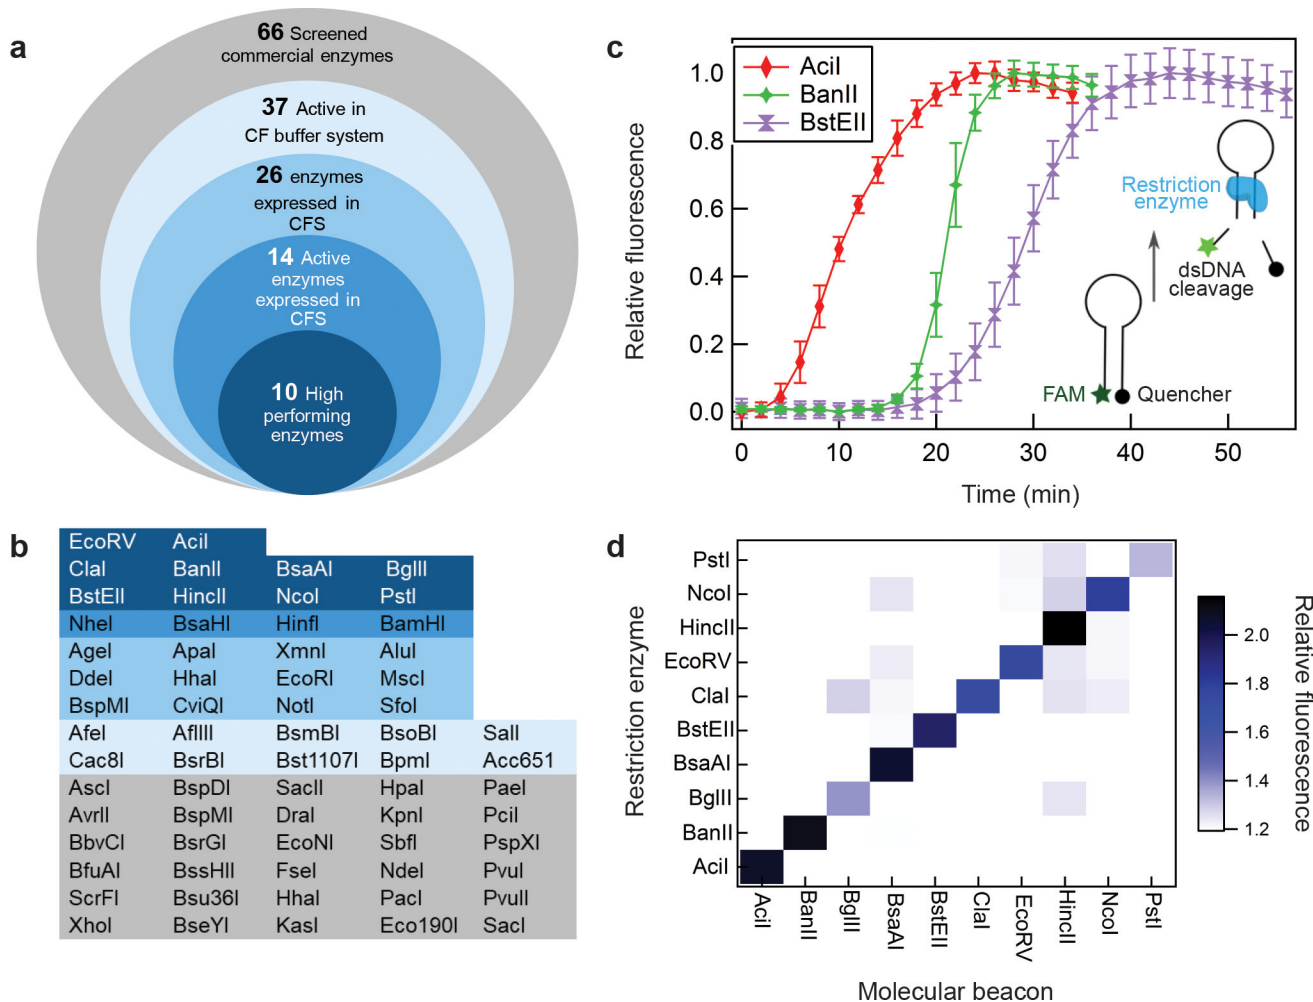 a
66 Screened
commercial enzymes
37 Active in
CF buffer system
26 enzymes
expressed in
CFS
14 Active
enzymes
expressed in
CFS
10 High
performing
enzymes
b
EcoRV AciI
ClaI BanII BsaAI BglII
BstEII HincII NcoI PstI
NheI BsaHI HinfI BamHI
AgeI ApaI XmnI AluI
DdeI HhaI EcoRI MscI
BspMI CviQI NotI SfoI
AfeI AflIII BsmBI BsoBI SalI
Cac8I BsrBI Bst1107I BpmI Acc651
AscI BspDI SacII HpaI PaeI
AvrII BspMI DraI KpnI PciI
BbvCI BsrGI EcoNI SbfI PspXI
BfuAI BssHII FseI NdeI PvuI
ScrFI Bsu36I HhaI PacI PvuII
XhoI BseYI KasI Eco190I SacI
c
Relative fluorescence
1.0
0.8
0.6
0.4
0.2
0.0
AciI
BanII
BstEII
Restriction
enzyme
dsDNA
cleavage
FAM
Quencher
0 10 20 30 40 50
Time (min)
d
Restriction enzyme
PstI
NcoI
HincII
EcoRV
ClaI
BstEII
BsaAI
BglII
BanII
AciI
AciI BanII BglII BsaAI BstEII ClaI EcoRV HincII NcoI PstI
Molecular beacon
2.0
1.8
1.6
1.4
1.2
Relative fluorescence